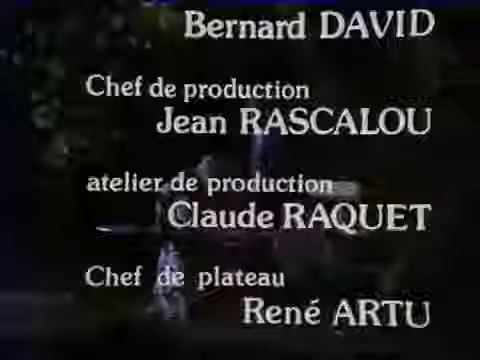 Bernard DAVID
Chef de production
Jean RASCALOU
atelier de production
Claude RAQUET
Chef de plateau
René ARTU